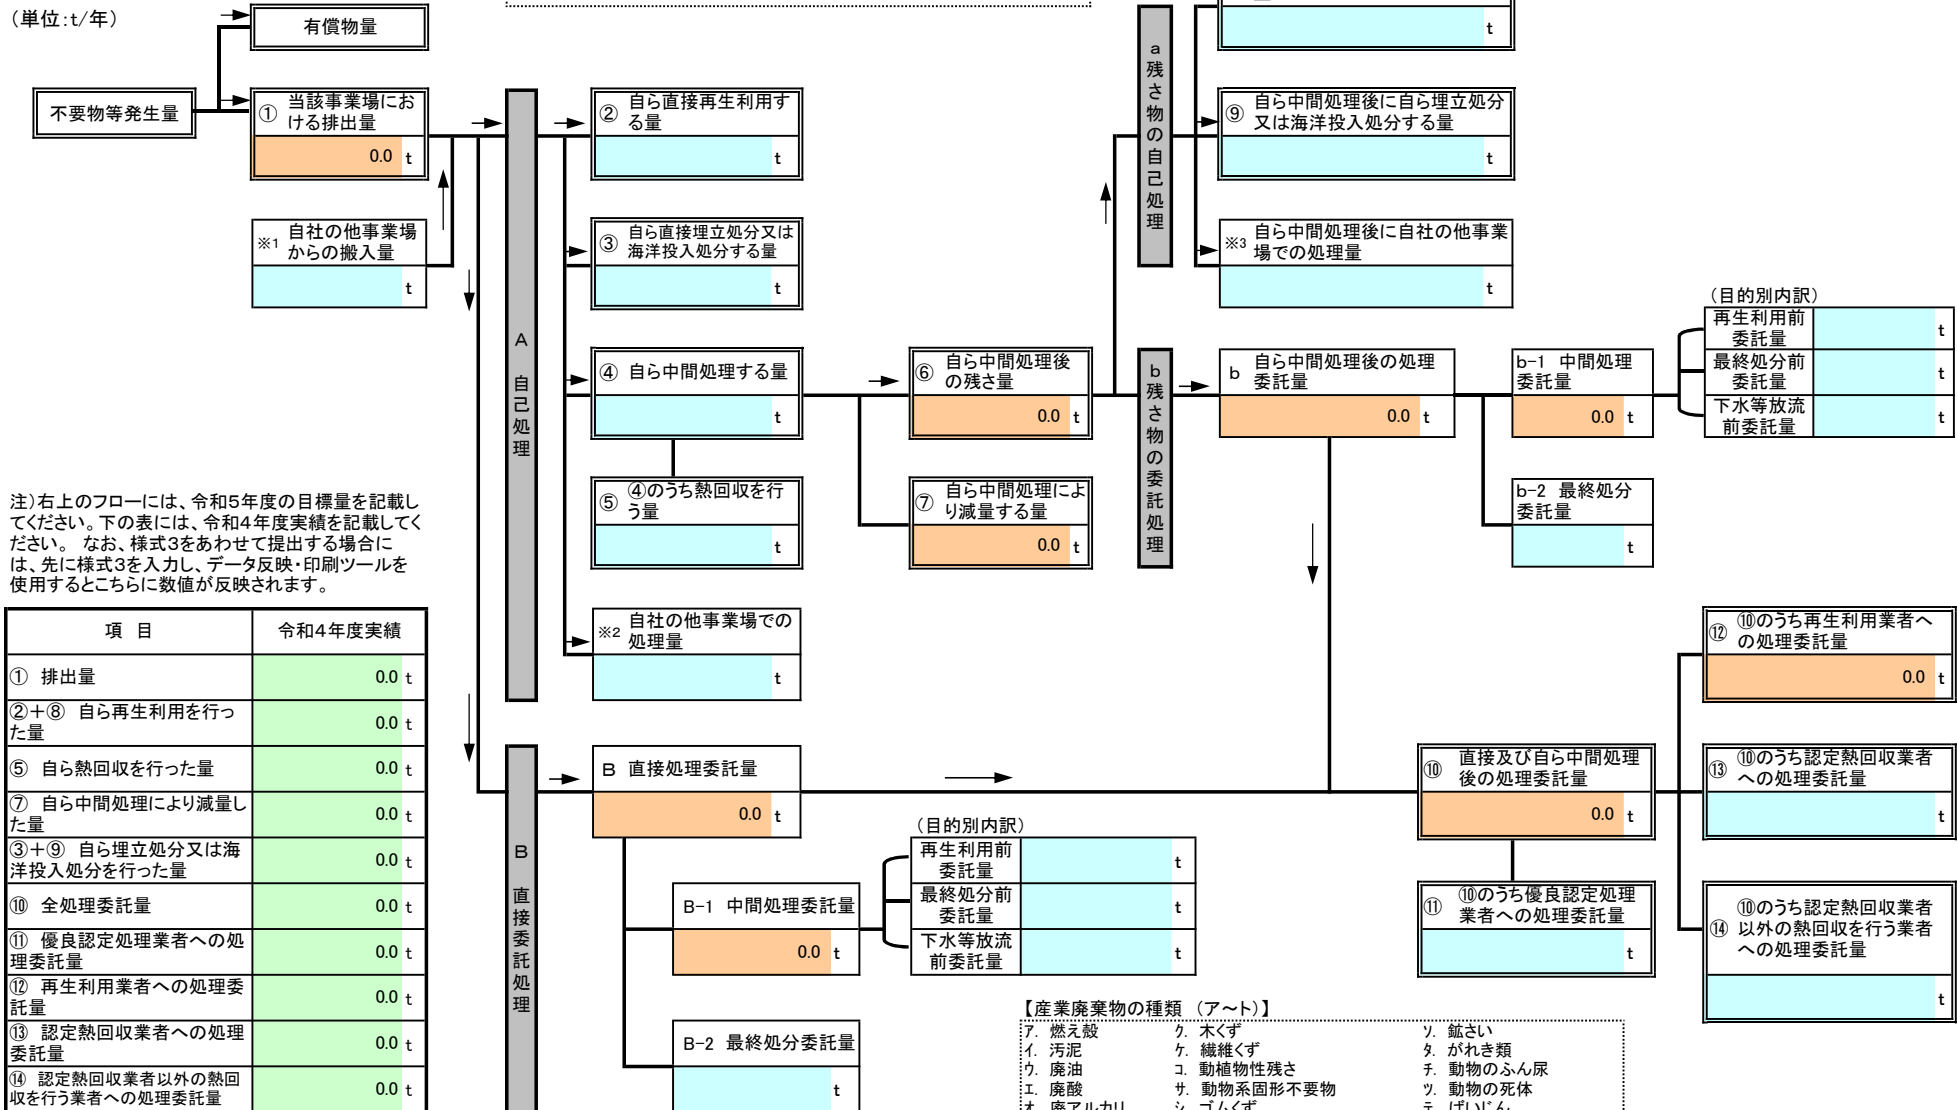 (単位:t/年)
有償物量
不要物等発生量
① 当該事業場にお
ける排出量
0.0 t
※1 自社の他事業場
からの搬入量
t
A 自己処理
② 自ら直接再生利用す
る量
t
③ 自ら直接埋立処分又は
海洋投入処分する量
t
④ 自ら中間処理する量
t
⑤ ④のうち熱回収を行
う量
t
※2 自社の他事業場での
処理量
t
⑥ 自ら中間処理後
の残さ量
0.0 t
⑦ 自ら中間処理によ
り減量する量
0.0 t
a 残さ物の自己処理
t
⑨ 自ら中間処理後に自ら埋立処分
又は海洋投入処分する量
t
※3 自ら中間処理後に自社の他事業
場での処理量
t
b 残さ物の委託処理
b 自ら中間処理後の処理
委託量
0.0 t
b-1 中間処理
委託量
0.0 t
(目的別内訳)
再生利用前
委託量
t
最終処分前
委託量
t
下水等放流
前委託量
t
b-2 最終処分
委託量
t
注)右上のフローには、令和5年度の目標量を記載し
てください。下の表には、令和4年度実績を記載してく
ださい。 なお、様式3をあわせて提出する場合に
は、先に様式3を入力し、データ反映・印刷ツールを
使用するとこちらに数値が反映されます。
項 目 令和4年度実績
① 排出量 0.0 t
②+⑧ 自ら再生利用を行っ
た量 0.0 t
⑤ 自ら熱回収を行った量 0.0 t
⑦ 自ら中間処理により減量し
た量 0.0 t
③+⑨ 自ら埋立処分又は海
洋投入処分を行った量 0.0 t
⑩ 全処理委託量 0.0 t
⑪ 優良認定処理業者への処
理委託量 0.0 t
⑫ 再生利用業者への処理委
託量 0.0 t
⑬ 認定熱回収業者への処理
委託量 0.0 t
⑭ 認定熱回収業者以外の熱回
収を行う業者への処理委託量 0.0 t
B 直接委託処理
B 直接処理委託量
0.0 t
B-1 中間処理委託量
0.0 t
(目的別内訳)
再生利用前
委託量
t
最終処分前
委託量
t
下水等放流
前委託量
t
B-2 最終処分委託量
t
⑩ 直接及び自ら中間処理
後の処理委託量
0.0 t
⑪ ⑩のうち優良認定処理
業者への処理委託量
t
⑫ ⑩のうち再生利用業者へ
の処理委託量
0.0 t
⑬ ⑩のうち認定熱回収業者
への処理委託量
t
⑭ ⑩のうち認定熱回収業者
以外の熱回収を行う業者
への処理委託量
t
【産業廃棄物の種類 (ア~ト)】
ア. 燃え殻 ク. 木くず ソ. 鉱さい
イ. 汚泥 ケ. 繊維くず タ. がれき類
ウ. 廃油 コ. 動植物性残さ チ. 動物のふん尿
エ. 廃酸 サ. 動物系固形不要物 ツ. 動物の死体
オ. 廃アルカリ シ. ゴムくず テ. ばいじん